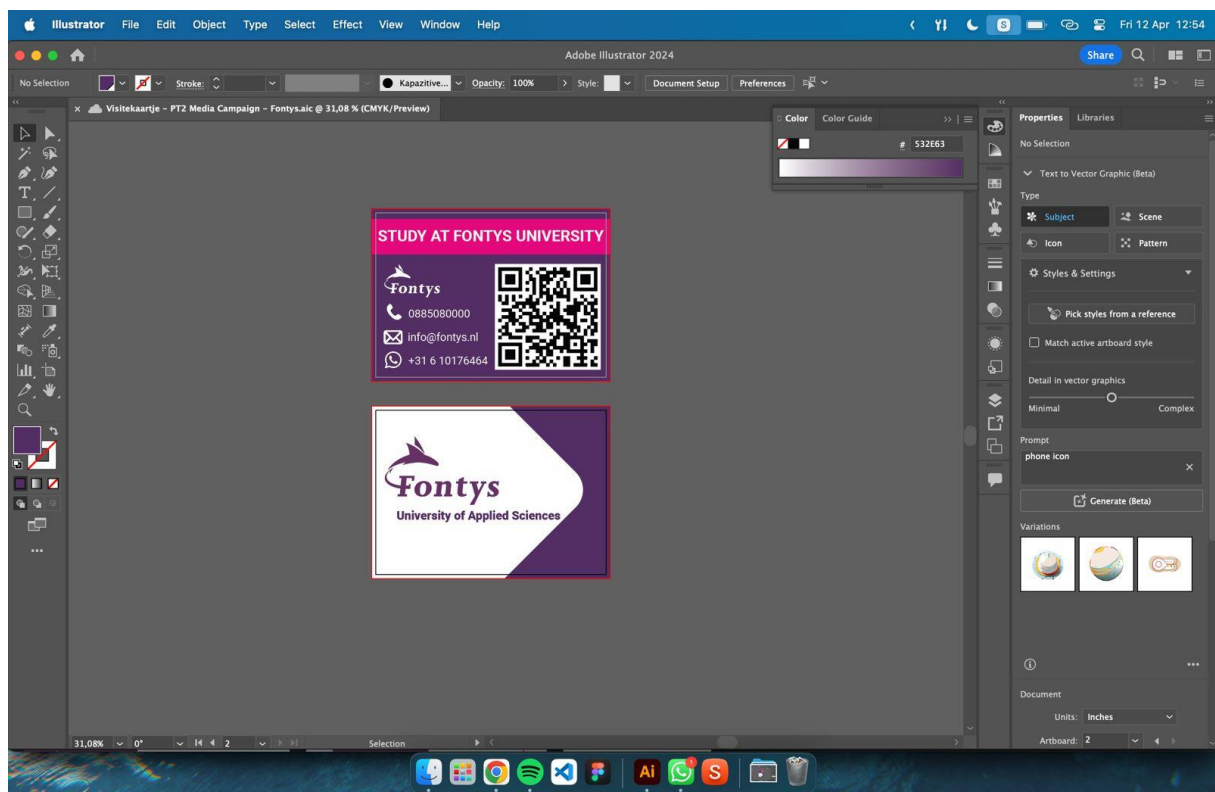 Illustrator File Edit Object Type Select Effect View Window Help
S
Fri 12 Apr 12:54
Adobe Illustrator 2024
Share
No Selection
Stroke:
Kapazitive...
Opacity: 100%
Style:
Document Setup
Preferences
× Visitekaartje – PT2 Media Campaign – Fontys.aic @ 31,08 % (CMYK/Preview)
Color Color Guide
# 532E63
STUDY AT FONTYS UNIVERSITY
Fontys
0885080000
info@fontys.nl
+31 6 10176464
Fontys
University of Applied Sciences
Properties Libraries
No Selection
Text to Vector Graphic (Beta)
Type
Subject Scene
Icon Pattern
Styles & Settings
Pick styles from a reference
Match active artboard style
Detail in vector graphics
Minimal Complex
Prompt
phone icon
Generate (Beta)
Variations
Document
Units: Inches
Artboard: 2
31,08% 0° 2 Selection
Ai 1 S